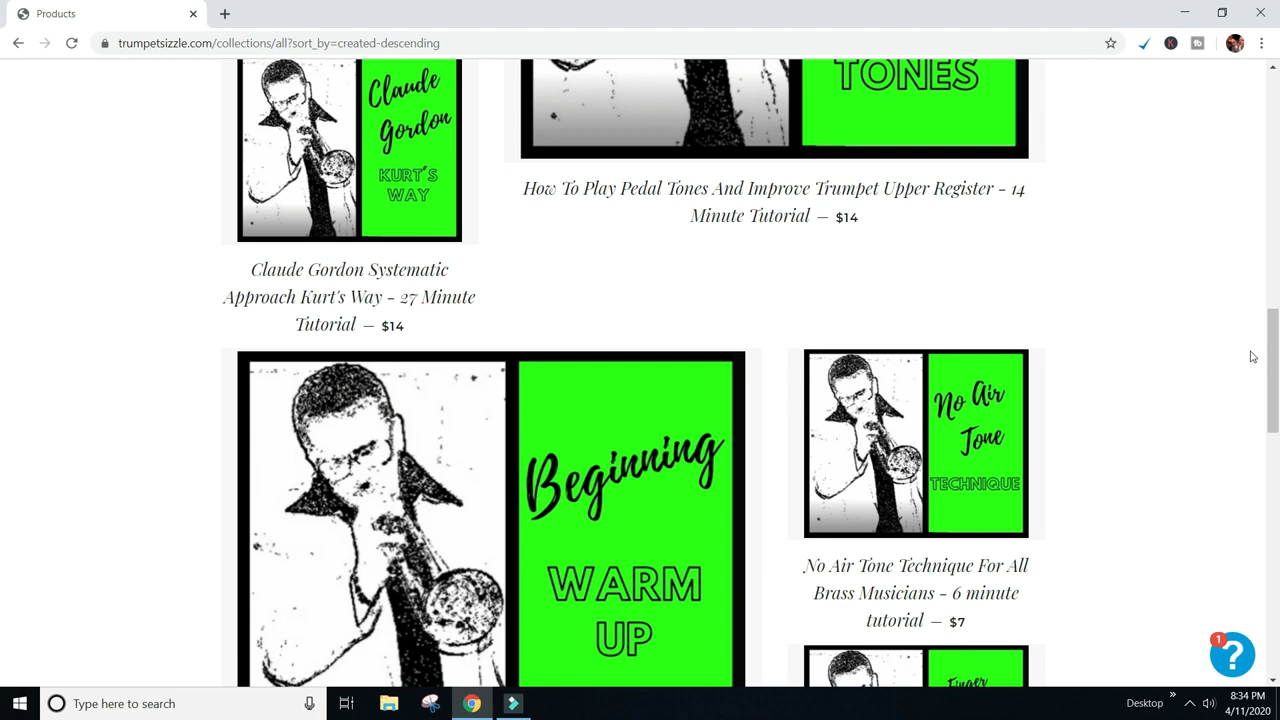 Products
trumpetsizzle.com/collections/all?sort_by=created-descending
Claude
Gordon
KURT'S
WAY
TONES
How To Play Pedal Tones And Improve Trumpet Upper Register - 14
Minute Tutorial — $14
Claude Gordon Systematic
Approach Kurt's Way - 27 Minute
Tutorial — $14
Beginning
WARM
UP
No Air
Tone
TECHNIQUE
No Air Tone Technique For All
Brass Musicians - 6 minute
tutorial — $7
Finger
1
?
Type here to search
Desktop
»
8:34 PM
4/11/2020